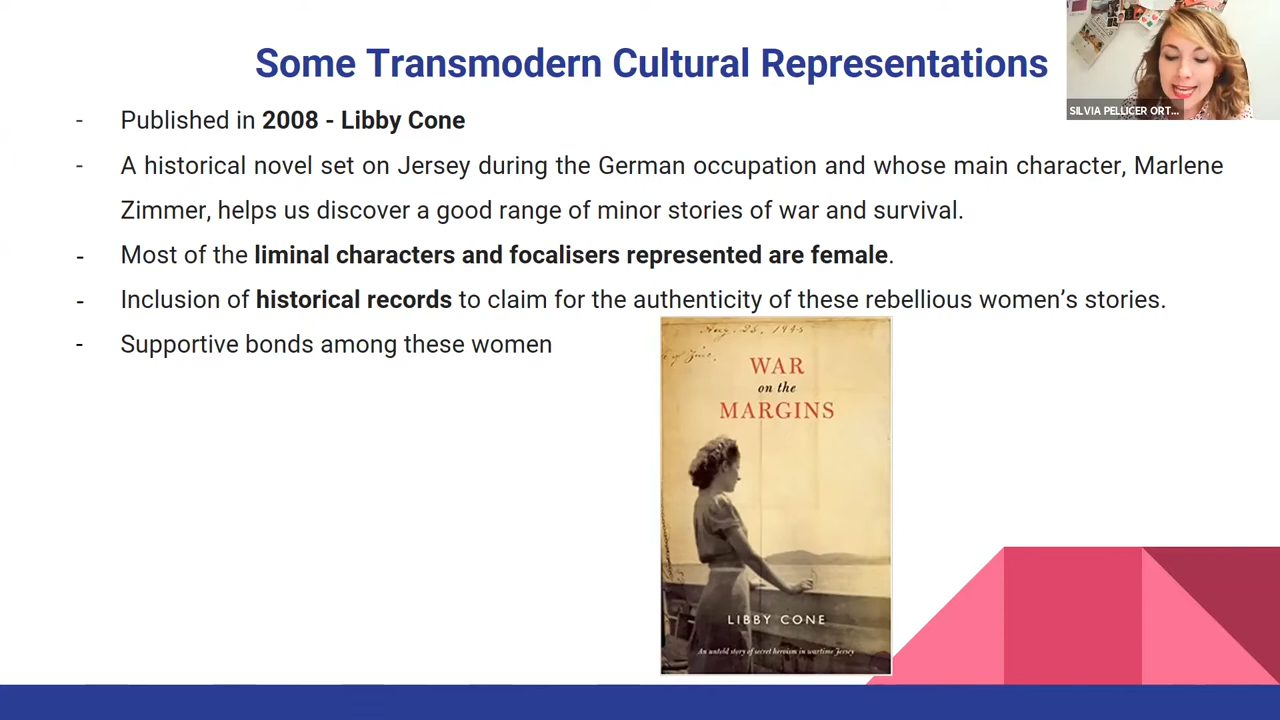 Some Transmodern Cultural Representations
SILVIA PELLICER ORT...
- Published in 2008 - Libby Cone
- A historical novel set on Jersey during the German occupation and whose main character, Marlene
Zimmer, helps us discover a good range of minor stories of war and survival.
- Most of the liminal characters and focalisers represented are female.
- Inclusion of historical records to claim for the authenticity of these rebellious women's stories.
- Supportive bonds among these women
WAR
on the
MARGINS
LIBBY CONE
An untold story of secret heroism in wartime Jersey